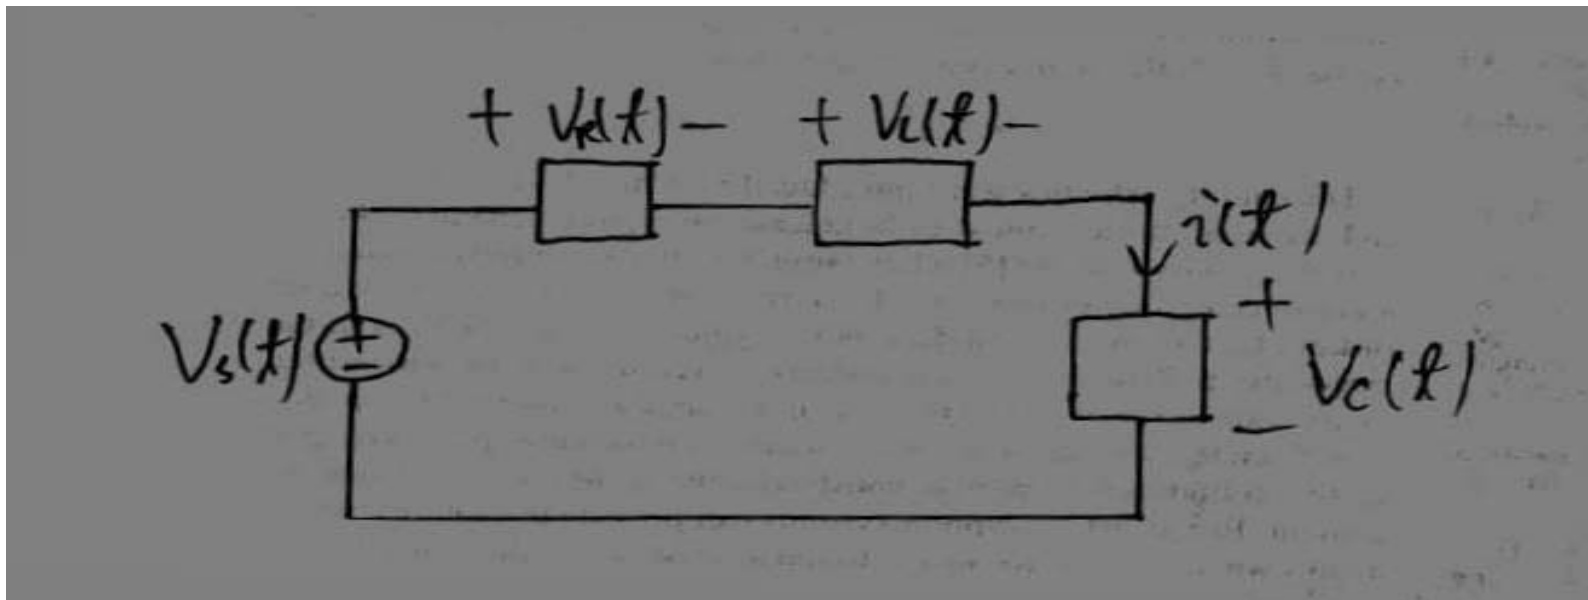 + VR(t) − + VL(t) −
i(t)
Vs(t) + − + VC(t) −